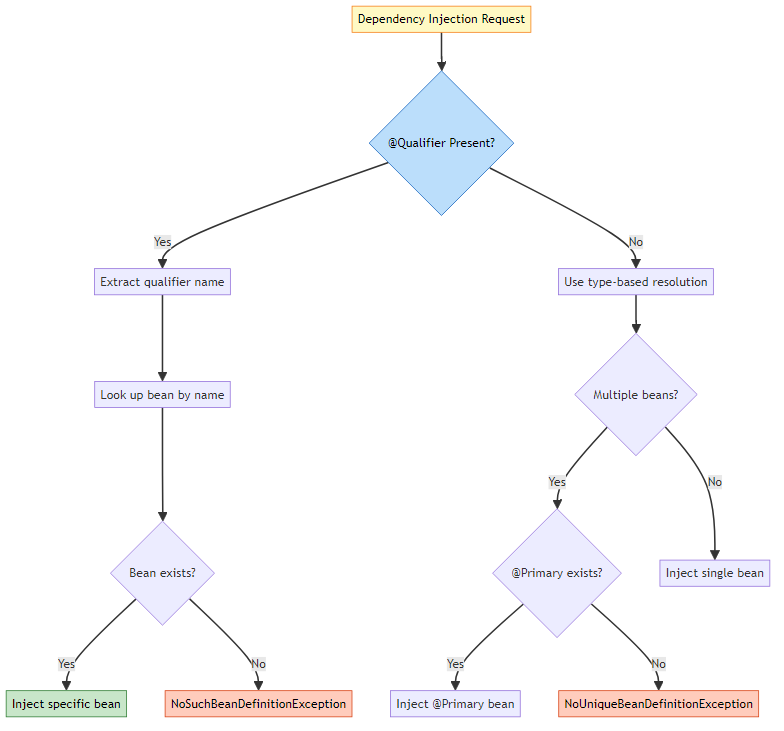 Dependency Injection Request
@Qualifier Present?
Yes
No
Extract qualifier name
Use type-based resolution
Look up bean by name
Multiple beans?
Yes
No
Bean exists?
@Primary exists?
Inject single bean
Yes
No
Yes
No
Inject specific bean
NoSuchBeanDefinitionException
Inject @Primary bean
NoUniqueBeanDefinitionException